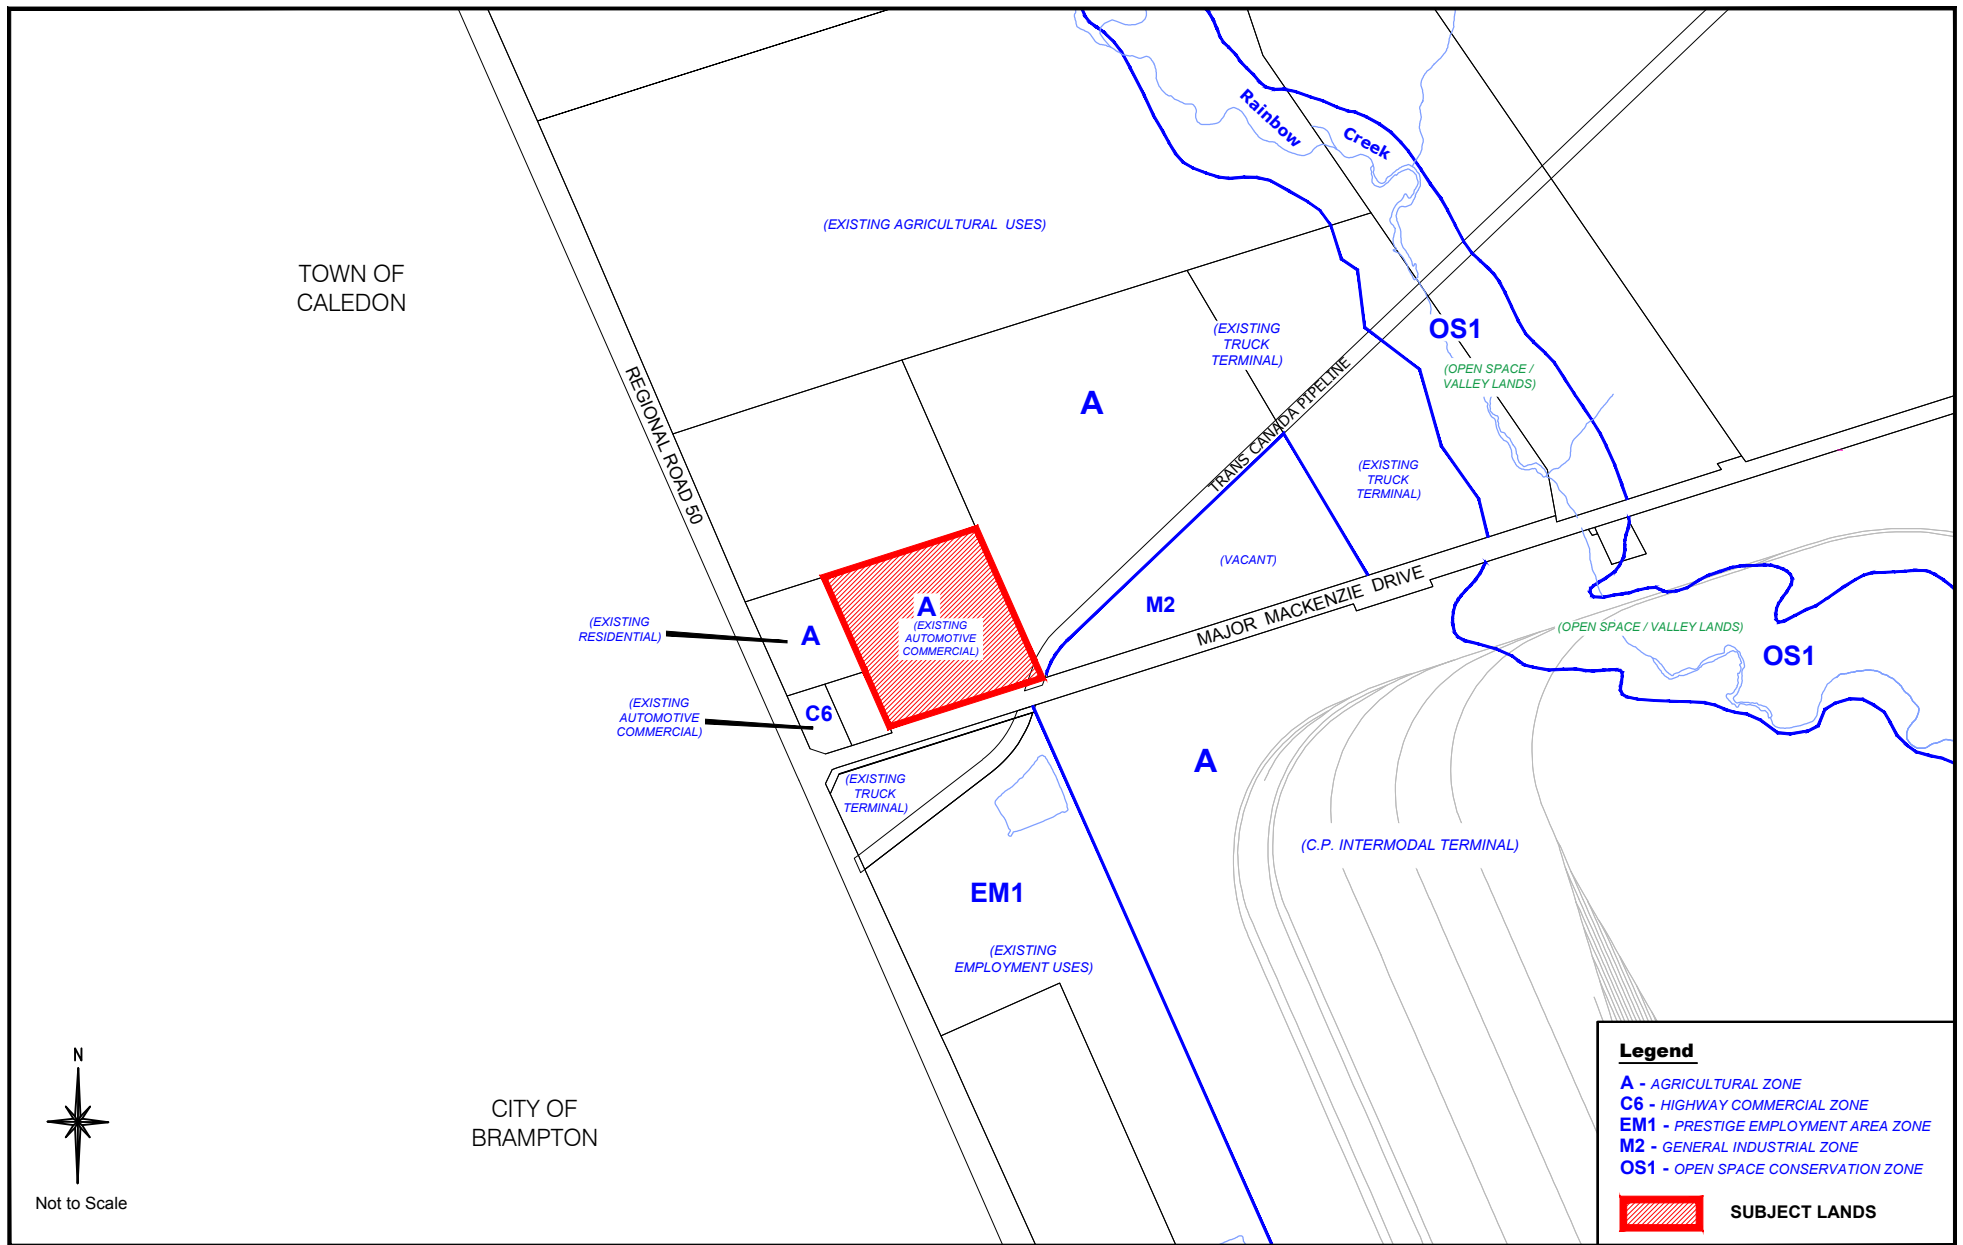 Rainbow
Creek
(EXISTING AGRICULTURAL USES)
TOWN OF
CALEDON
(EXISTING
TRUCK
TERMINAL)
OS1
(OPEN SPACE /
VALLEY LANDS)
REGIONAL ROAD 50
A
TRANS CANADA PIPELINE
(EXISTING
TRUCK
TERMINAL)
(VACANT)
M2
MAJOR MACKENZIE DRIVE
A
(EXISTING
AUTOMOTIVE
COMMERCIAL)
(EXISTING
RESIDENTIAL)
A
(OPEN SPACE / VALLEY LANDS)
OS1
(EXISTING
AUTOMOTIVE
COMMERCIAL)
C6
A
(EXISTING
TRUCK
TERMINAL)
(C.P. INTERMODAL TERMINAL)
EM1
(EXISTING
EMPLOYMENT USES)
CITY OF
BRAMPTON
N
Not to Scale
Legend
A - AGRICULTURAL ZONE
C6 - HIGHWAY COMMERCIAL ZONE
EM1 - PRESTIGE EMPLOYMENT AREA ZONE
M2 - GENERAL INDUSTRIAL ZONE
OS1 - OPEN SPACE CONSERVATION ZONE
SUBJECT LANDS